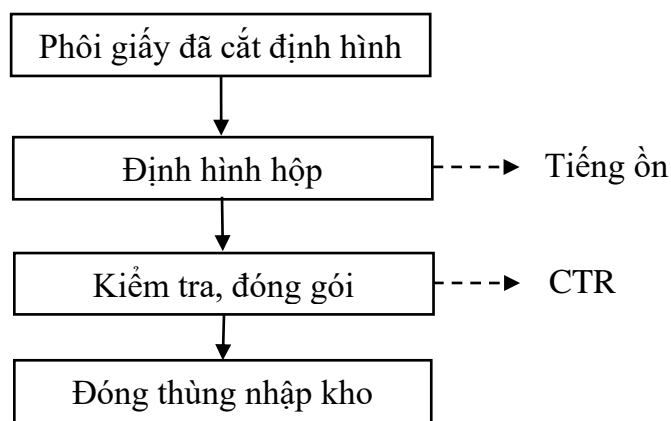 Phôi giấy đã cắt định hình
Định hình hộp
Tiếng ồn
Kiểm tra, đóng gói
CTR
Đóng thùng nhập kho